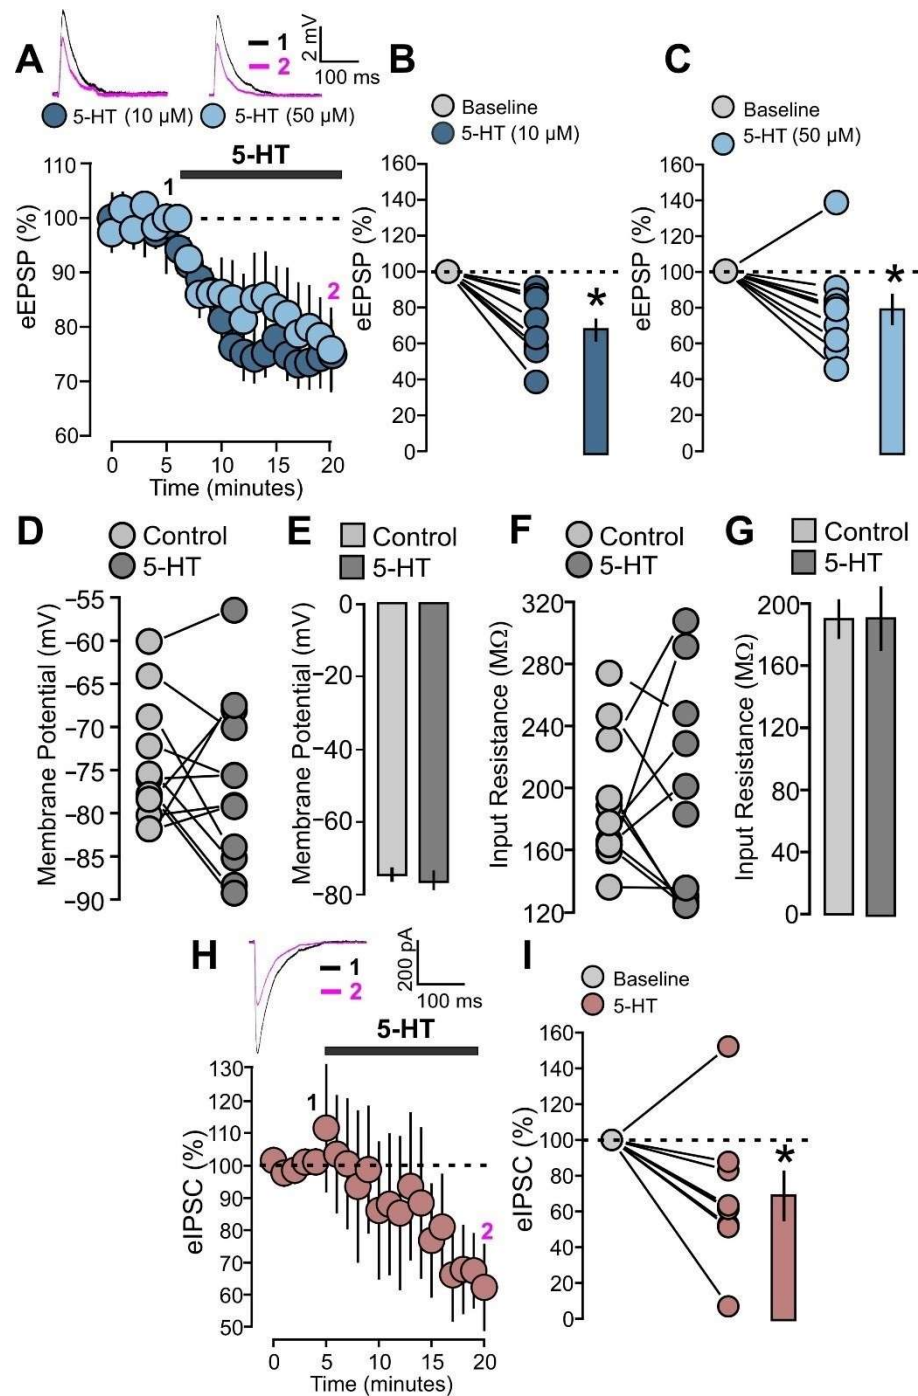 A
1
2
2 mV
100 ms
5-HT (10 µM)
5-HT (50 µM)
5-HT
1
2
110
100
90
80
70
60
eEPSP (%)
0
5
10
15
20
Time (minutes)
B
Baseline
5-HT (10 µM)
160
140
120
100
80
60
40
20
0
eEPSP (%)
*
C
Baseline
5-HT (50 µM)
160
140
120
100
80
60
40
20
0
eEPSP (%)
*
D
Control
5-HT
−55
−60
−65
−70
−75
−80
−85
−90
Membrane Potential (mV)
E
Control
5-HT
0
−20
−40
−60
−80
Membrane Potential (mV)
F
Control
5-HT
320
280
240
200
160
120
Input Resistance (MΩ)
G
Control
5-HT
200
160
120
80
40
0
Input Resistance (MΩ)
H
1
2
200 pA
100 ms
5-HT
1
2
130
120
110
100
90
80
70
60
50
eIPSC (%)
0
5
10
15
20
Time (minutes)
I
Baseline
5-HT
160
140
120
100
80
60
40
20
0
eIPSC (%)
*